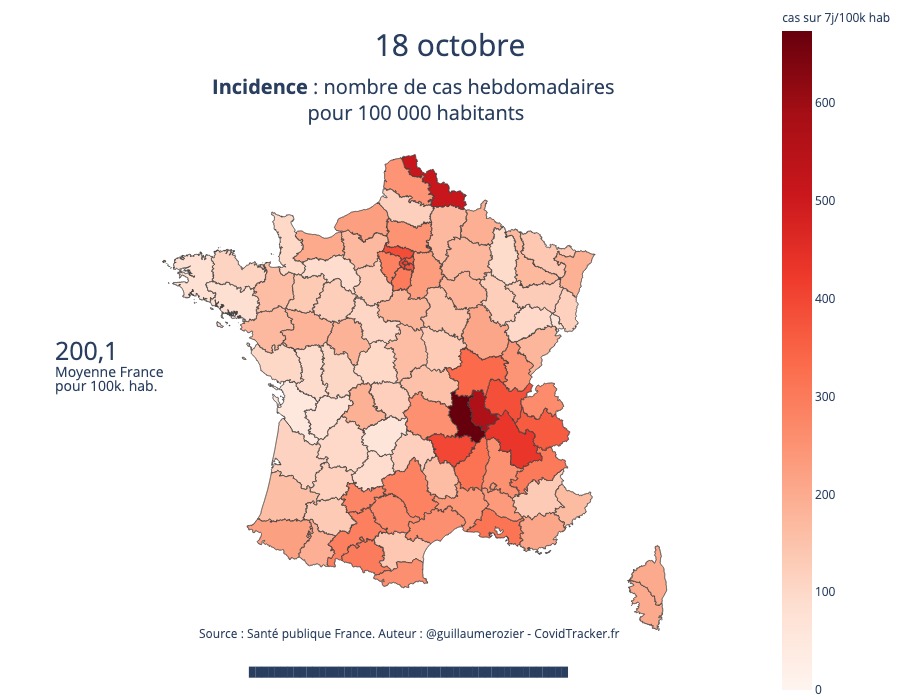 cas sur 7j/100k hab
18 octobre
Incidence : nombre de cas hebdomadaires
pour 100 000 habitants
600
500
400
300
200
100
0
200,1
Moyenne France
pour 100k. hab.
Source : Santé publique France. Auteur : @guillaumerozier - CovidTracker.fr